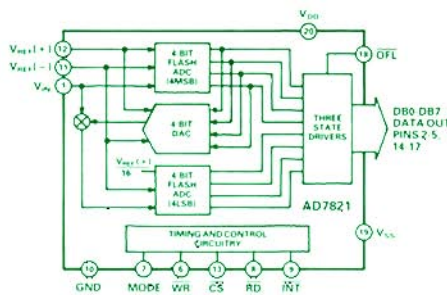 VDD
20
VREF(+) 12
VREF(−) 11
VIN 1
4-BIT
FLASH
ADC
(4MSB)
18 OFL
4-BIT
DAC
THREE
STATE
DRIVERS
DB0-DB7
DATA OUT
PINS 2-5,
14-17
VREF(+)
16
4-BIT
FLASH
ADC
(4LSB)
AD7821
19 VSS
TIMING AND CONTROL
CIRCUITRY
10 7 6 13 8 9
GND MODE WR CS RD INT